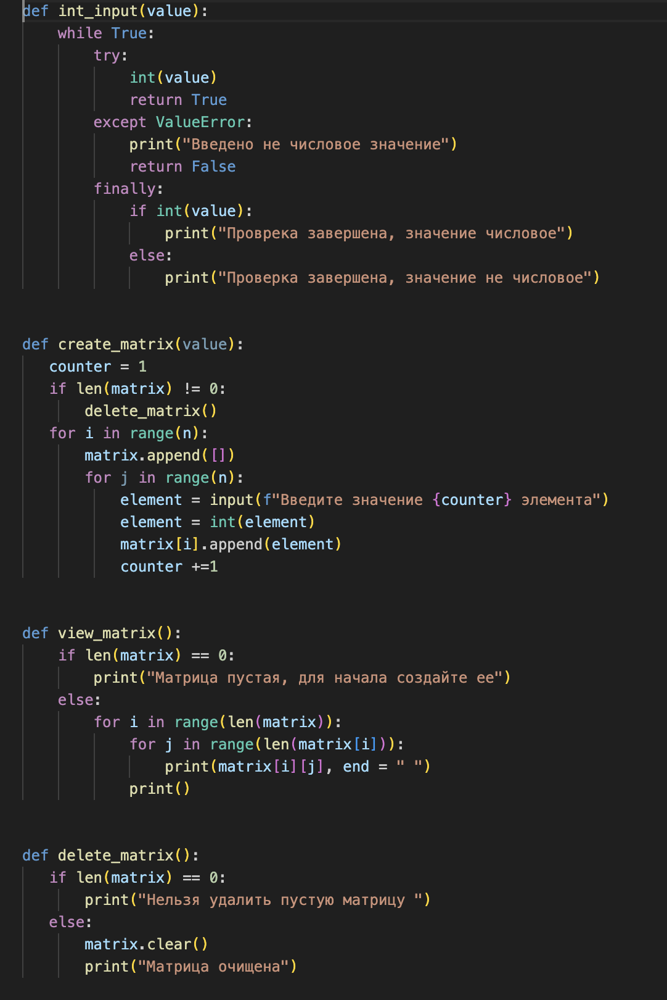 def int_input(value):
    while True:
        try:
            int(value)
            return True
        except ValueError:
            print("Введено не числовое значение")
            return False
        finally:
            if int(value):
                print("Проврека завершена, значение числовое")
            else:
                print("Проверка завершена, значение не числовое")
def create_matrix(value):
   counter = 1
   if len(matrix) != 0:
       delete_matrix()
   for i in range(n):
       matrix.append([])
       for j in range(n):
           element = input(f"Введите значение {counter} элемента")
           element = int(element)
           matrix[i].append(element)
           counter +=1
def view_matrix():
    if len(matrix) == 0:
        print("Матрица пустая, для начала создайте ее")
    else:
        for i in range(len(matrix)):
            for j in range(len(matrix[i])):
                print(matrix[i][j], end = " ")
            print()
def delete_matrix():
   if len(matrix) == 0:
       print("Нельзя удалить пустую матрицу ")
   else:
       matrix.clear()
       print("Матрица очищена")